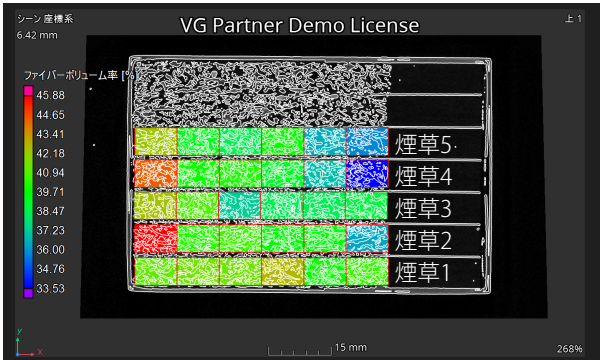 シーン 座標系
VG Partner Demo License
上 1
6.42 mm
ファイバーボリューム率 [%]
45.88
44.65
43.41
42.18
40.94
39.71
38.47
37.23
36.00
34.76
33.53
煙草5
煙草4
煙草3
煙草2
煙草1
y
x
15 mm
268%